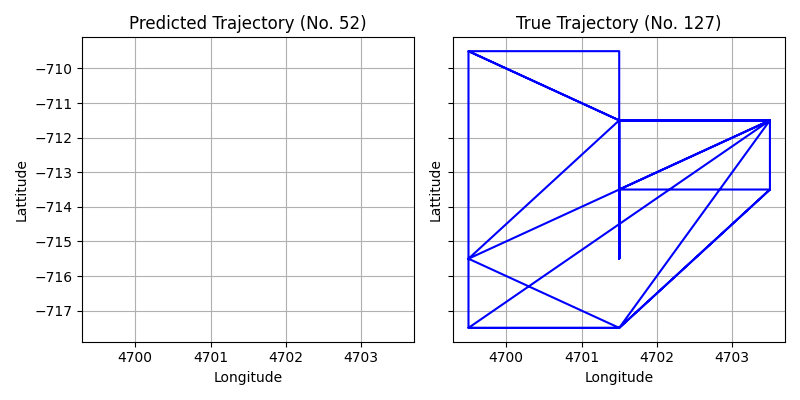 Predicted Trajectory (No. 52)
True Trajectory (No. 127)
Lattitude
−710
−711
−712
−713
−714
−715
−716
−717
4700
4701
4702
4703
Longitude
Lattitude
4700
4701
4702
4703
Longitude